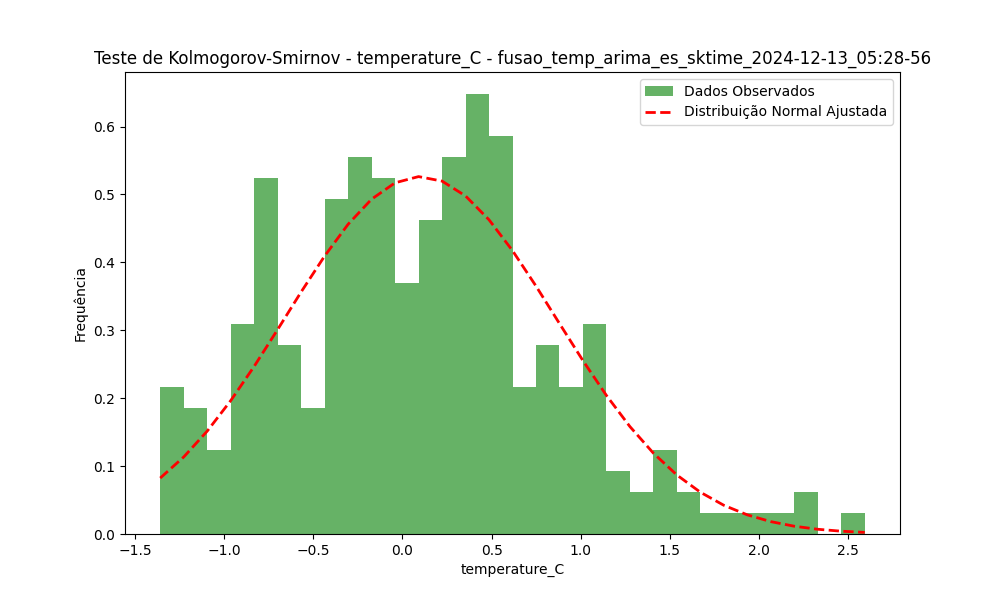 Teste de Kolmogorov-Smirnov - temperature_C - fusao_temp_arima_es_sktime_2024-12-13_05:28-56
Dados Observados
Distribuição Normal Ajustada
Frequência
0.6
0.5
0.4
0.3
0.2
0.1
0.0
−1.5 −1.0 −0.5 0.0 0.5 1.0 1.5 2.0 2.5
temperature_C